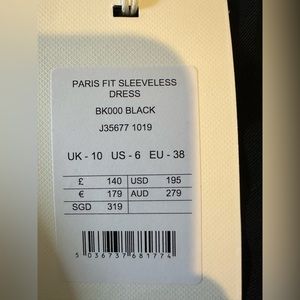 PARIS FIT SLEEVELESS
DRESS
BK000 BLACK
J35677 1019
UK - 10 US - 6 EU - 38
£ 140 USD 195
€ 179 AUD 279
SGD 319
5 036737 681774